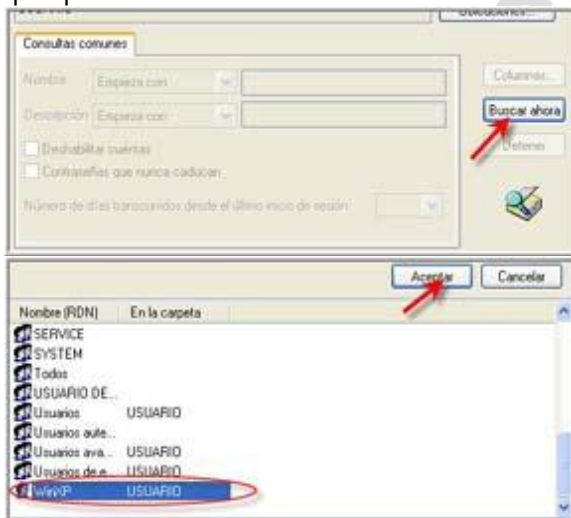 Ubicaciones...
Consultas comunes
Nombre: Empieza con Columnas...
Descripción: Empieza con Buscar ahora
Deshabilitar cuentas Detener
Contraseñas que nunca caducan
Número de días transcurridos desde el último inicio de sesión:
Aceptar Cancelar
Nombre (RDN) En la carpeta
SERVICE
SYSTEM
Todos
USUARIO DE...
Usuarios USUARIO
Usuarios aute...
Usuarios ava... USUARIO
Usuarios de e... USUARIO
WinXP USUARIO